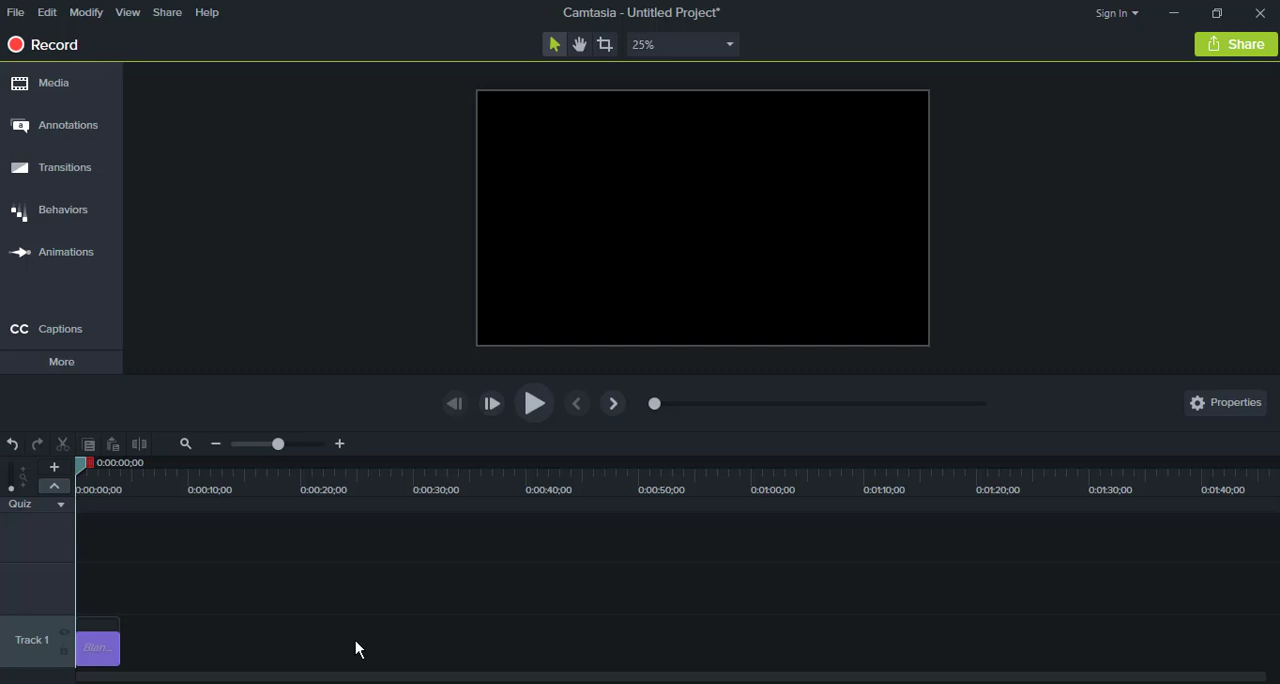 File Edit Modify View Share Help
Camtasia - Untitled Project*
Sign In
Record
25%
Share
Media
a Annotations
Transitions
Behaviors
Animations
CC Captions
More
Properties
0:00:00;00
0:00:00;00 0:00:10;00 0:00:20;00 0:00:30;00 0:00:40;00 0:00:50;00 0:01:00;00 0:01:10;00 0:01:20;00 0:01:30;00 0:01:40;00
Quiz
Track 1
Blan...